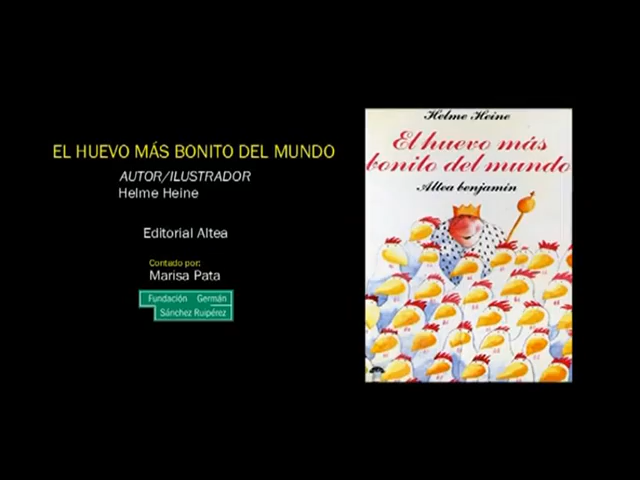 EL HUEVO MÁS BONITO DEL MUNDO
AUTOR/ILUSTRADOR
Helme Heine
Editorial Altea
Contado por:
Marisa Pata
Fundación Germán
Sánchez Ruipérez
Helme Heine
El huevo más
bonito del mundo
Altea benjamín